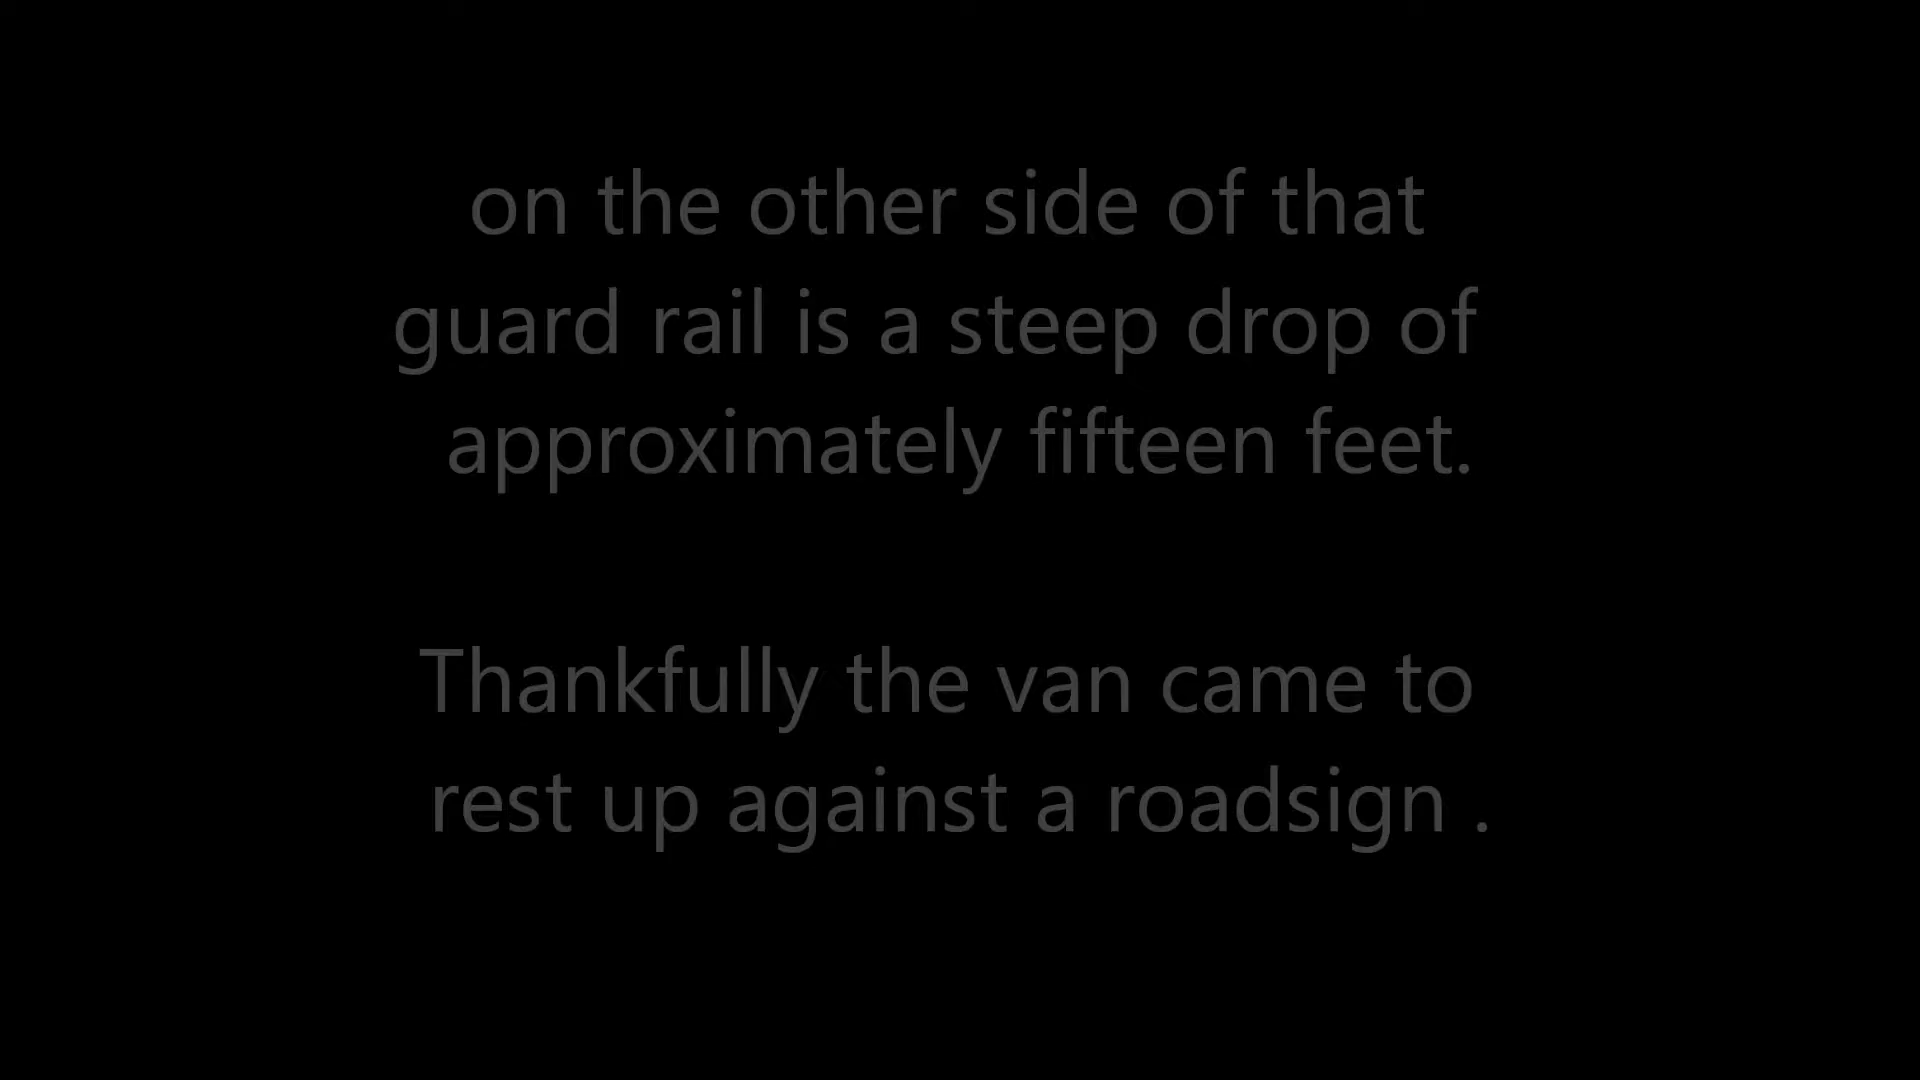 on the other side of that
guard rail is a steep drop of
approximately fifteen feet.
Thankfully the van came to
rest up against a roadsign .